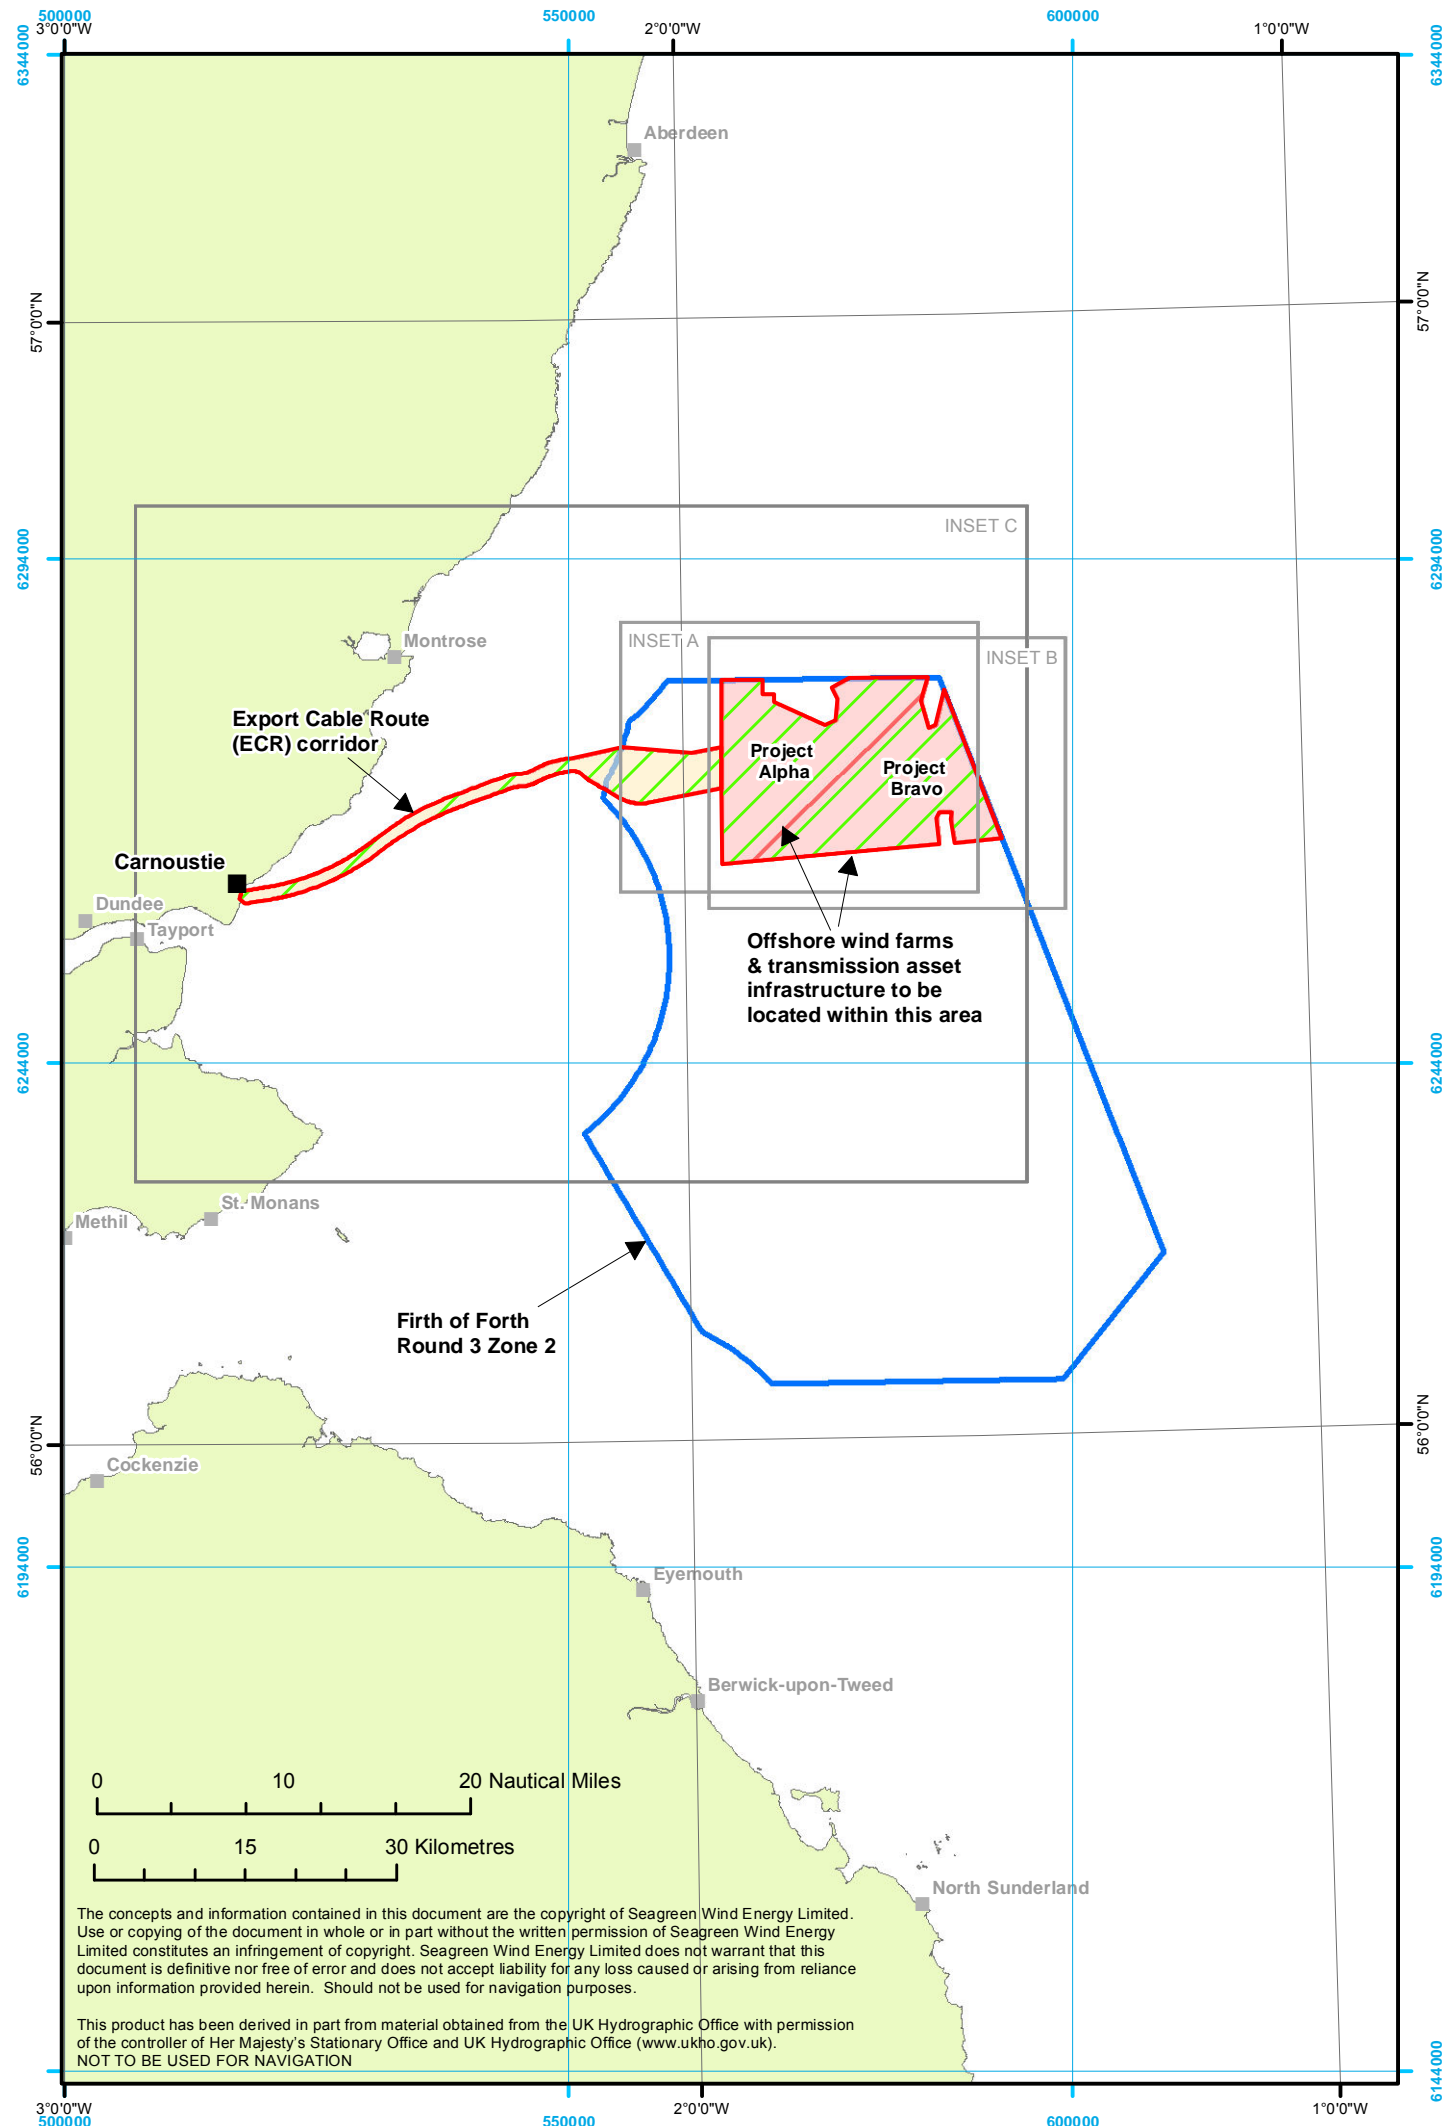 500000
550000
600000
3°0'0"W
2°0'0"W
1°0'0"W
6344000
6344000
Aberdeen
57°0'0"N
57°0'0"N
INSET C
6294000
6294000
Montrose
INSET A
INSET B
Export Cable Route
(ECR) corridor
Project
Alpha
Project
Bravo
Carnoustie
Dundee
Tayport
Offshore wind farms
& transmission asset
infrastructure to be
located within this area
6244000
6244000
St. Monans
Methil
Firth of Forth
Round 3 Zone 2
56°0'0"N
56°0'0"N
Cockenzie
6194000
6194000
Eyemouth
Berwick-upon-Tweed
0 10 20 Nautical Miles
0 15 30 Kilometres
North Sunderland
The concepts and information contained in this document are the copyright of Seagreen Wind Energy Limited.
Use or copying of the document in whole or in part without the written permission of Seagreen Wind Energy
Limited constitutes an infringement of copyright. Seagreen Wind Energy Limited does not warrant that this
document is definitive nor free of error and does not accept liability for any loss caused or arising from reliance
upon information provided herein. Should not be used for navigation purposes.
This product has been derived in part from material obtained from the UK Hydrographic Office with permission
of the controller of Her Majesty's Stationary Office and UK Hydrographic Office (www.ukho.gov.uk).
NOT TO BE USED FOR NAVIGATION
6144000
6144000
3°0'0"W
2°0'0"W
1°0'0"W
500000
550000
600000